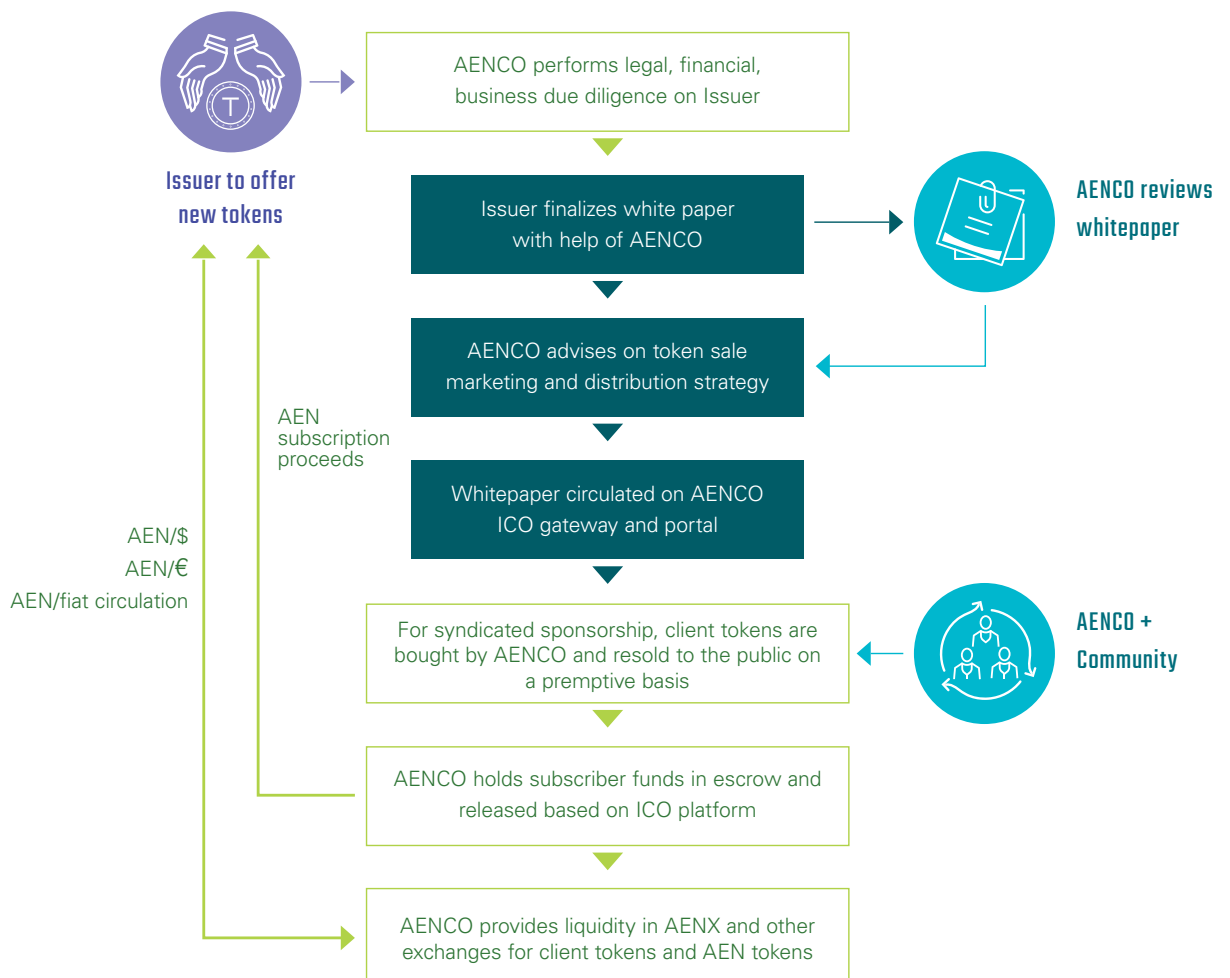 T
AENCO performs legal, financial,
business due diligence on Issuer
Issuer to offer
new tokens
Issuer finalizes white paper
with help of AENCO
AENCO reviews
whitepaper
AENCO advises on token sale
marketing and distribution strategy
AEN
subscription
proceeds
Whitepaper circulated on AENCO
ICO gateway and portal
AEN/$
AEN/€
AEN/fiat circulation
For syndicated sponsorship, client tokens are
bought by AENCO and resold to the public on
a premptive basis
AENCO +
Community
AENCO holds subscriber funds in escrow and
released based on ICO platform
AENCO provides liquidity in AENX and other
exchanges for client tokens and AEN tokens